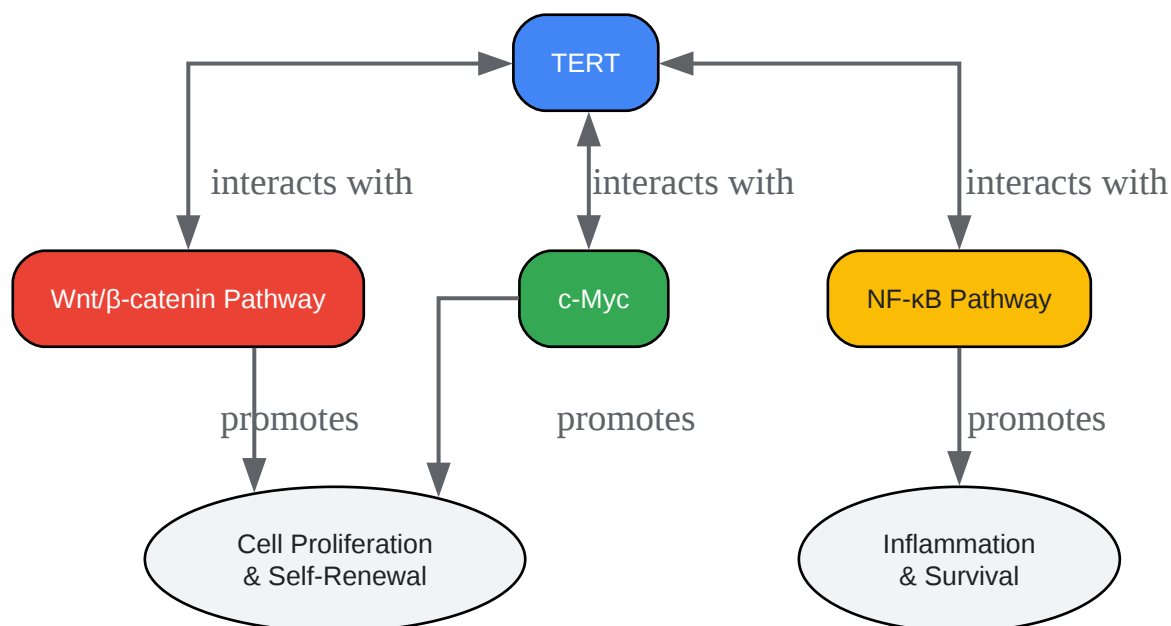 TERT
interacts with
interacts with
interacts with
Wnt/β-catenin Pathway
c-Myc
NF-κB Pathway
promotes
promotes
promotes
Cell Proliferation
& Self-Renewal
Inflammation
& Survival